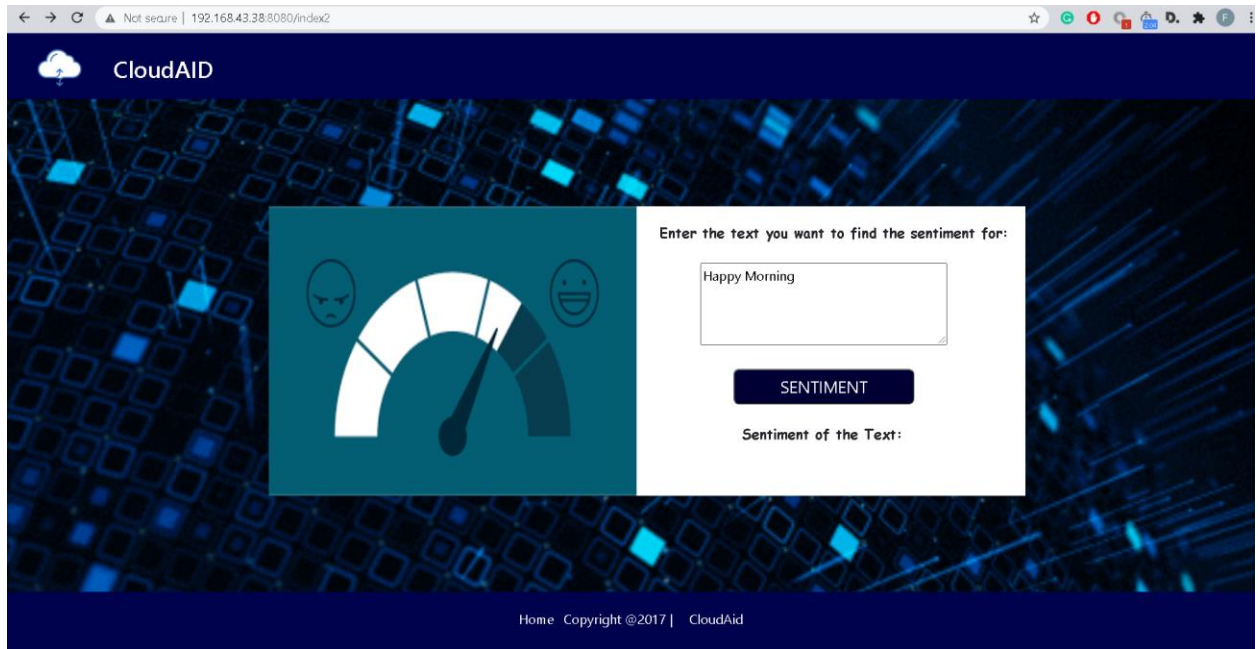 Not secure | 192.168.43.38:8080/index2
CloudAID
Enter the text you want to find the sentiment for:
Happy Morning
SENTIMENT
Sentiment of the Text:
Home Copyright @2017 | CloudAid